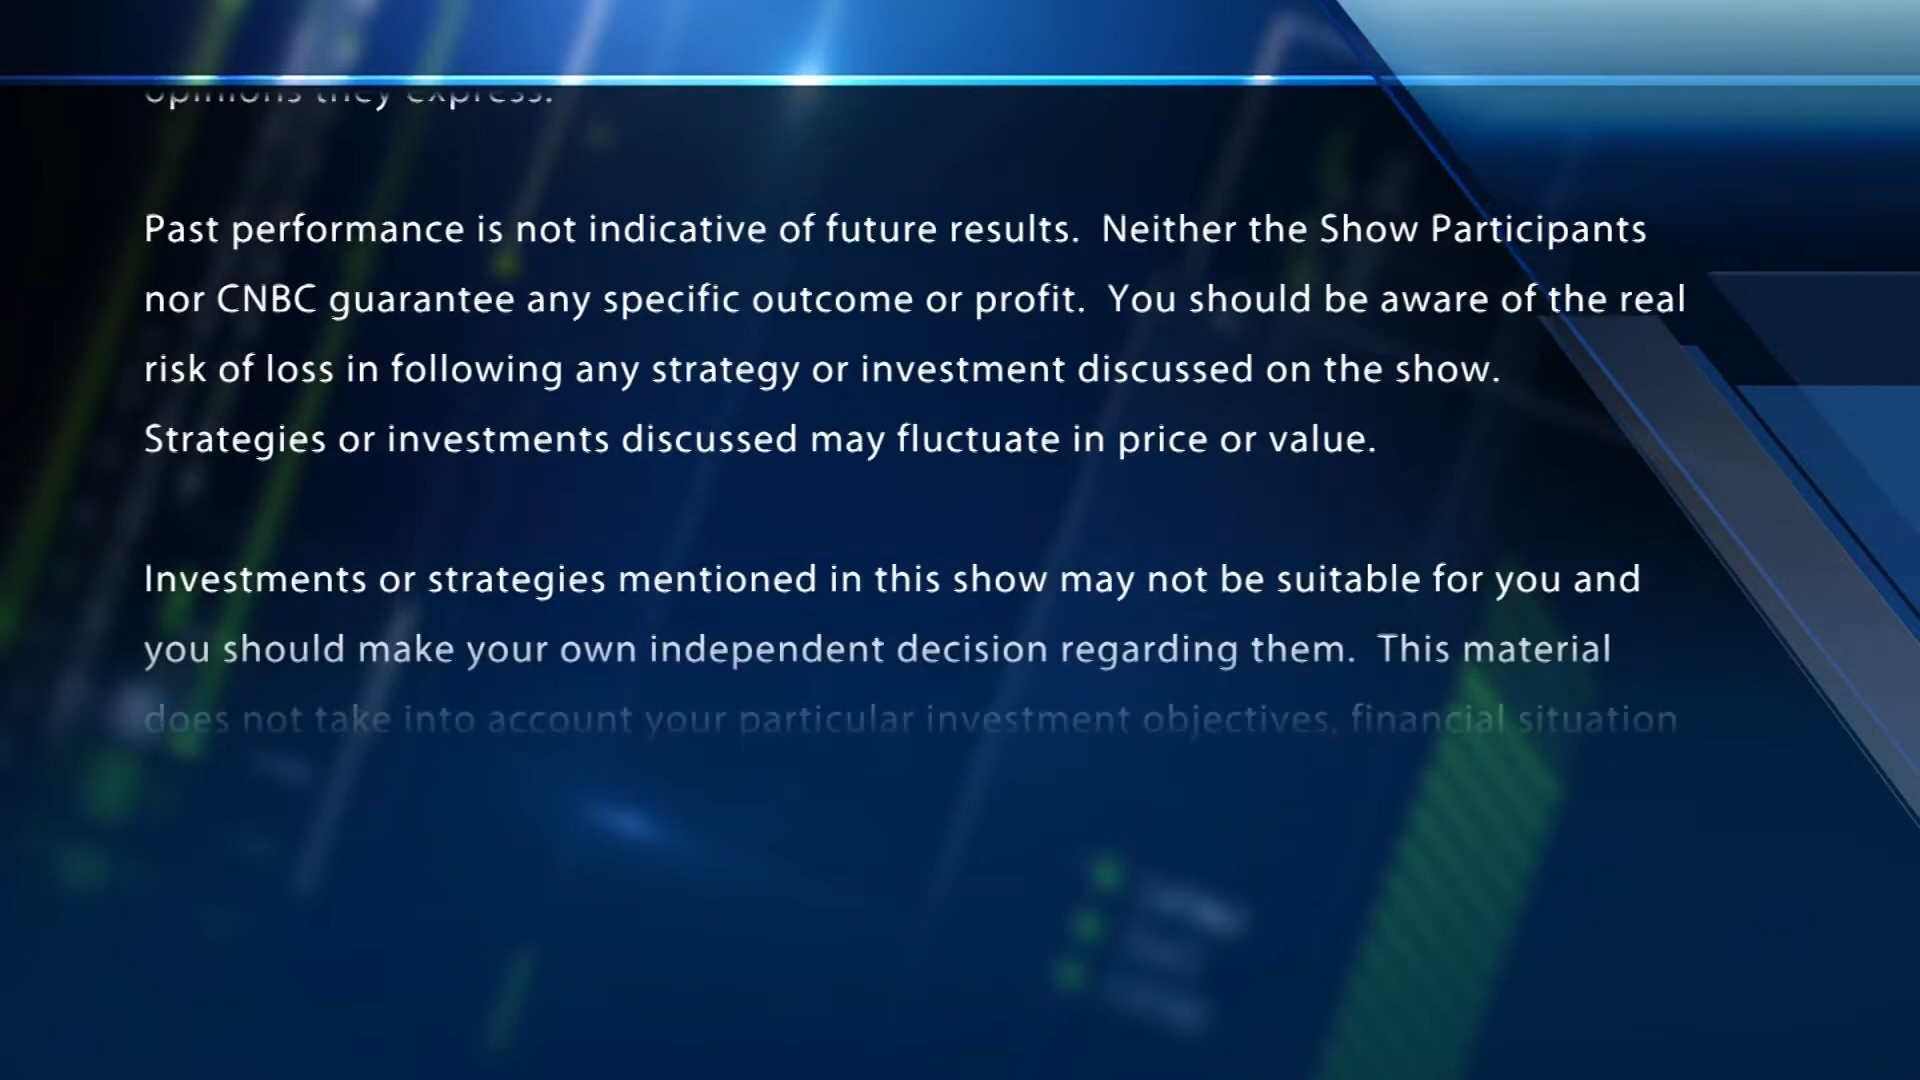 opinions they express.
Past performance is not indicative of future results.  Neither the Show Participants
nor CNBC guarantee any specific outcome or profit.  You should be aware of the real
risk of loss in following any strategy or investment discussed on the show.
Strategies or investments discussed may fluctuate in price or value.
Investments or strategies mentioned in this show may not be suitable for you and
you should make your own independent decision regarding them.  This material
does not take into account your particular investment objectives, financial situation